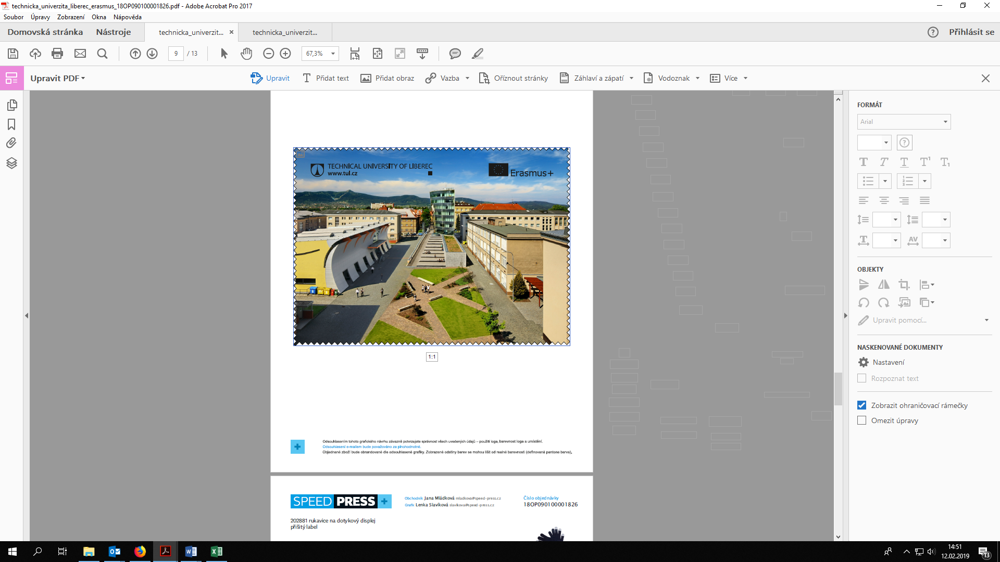 technicka_univerzita_liberec_erasmus_18OP090100001826.pdf - Adobe Acrobat Pro 2017
Soubor Úpravy Zobrazení Okna Nápověda
Domovská stránka Nástroje technicka_univerzit... × technicka_univerzit... Přihlásit se
9 / 13 67,3%
Upravit PDF Upravit Přidat text Přidat obraz Vazba Oříznout stránky Záhlaví a zápatí Vodoznak Více
TECHNICAL UNIVERSITY OF LIBEREC
www.tul.cz
Erasmus+
1:1
Odsouhlasením tohoto grafického návrhu závazně potvrzujete správnost všech uvedených údajů – použití loga, barevnost loga a umístění.
Odsouhlasení e-mailem bude považováno za plnohodnotné.
Objednané zboží bude obrandované dle odsouhlasené grafiky. Zobrazené odstíny barev se mohou lišit od reálné barevnosti (definovaná pantone barva).
SPEED PRESS +
Obchodník Jana Mládková mladkova@speed-press.cz
Grafik Lenka Slavíková slavikova@speed-press.cz
Číslo objednávky
18OP090100001826
202881 rukavice na dotykový displej
přišitý label
FORMÁT
Arial
OBJEKTY
Upravit pomocí...
NASKENOVANÉ DOKUMENTY
Nastavení
Rozpoznat text
Zobrazit ohraničovací rámečky
Omezit úpravy
14:51
12.02.2019
13